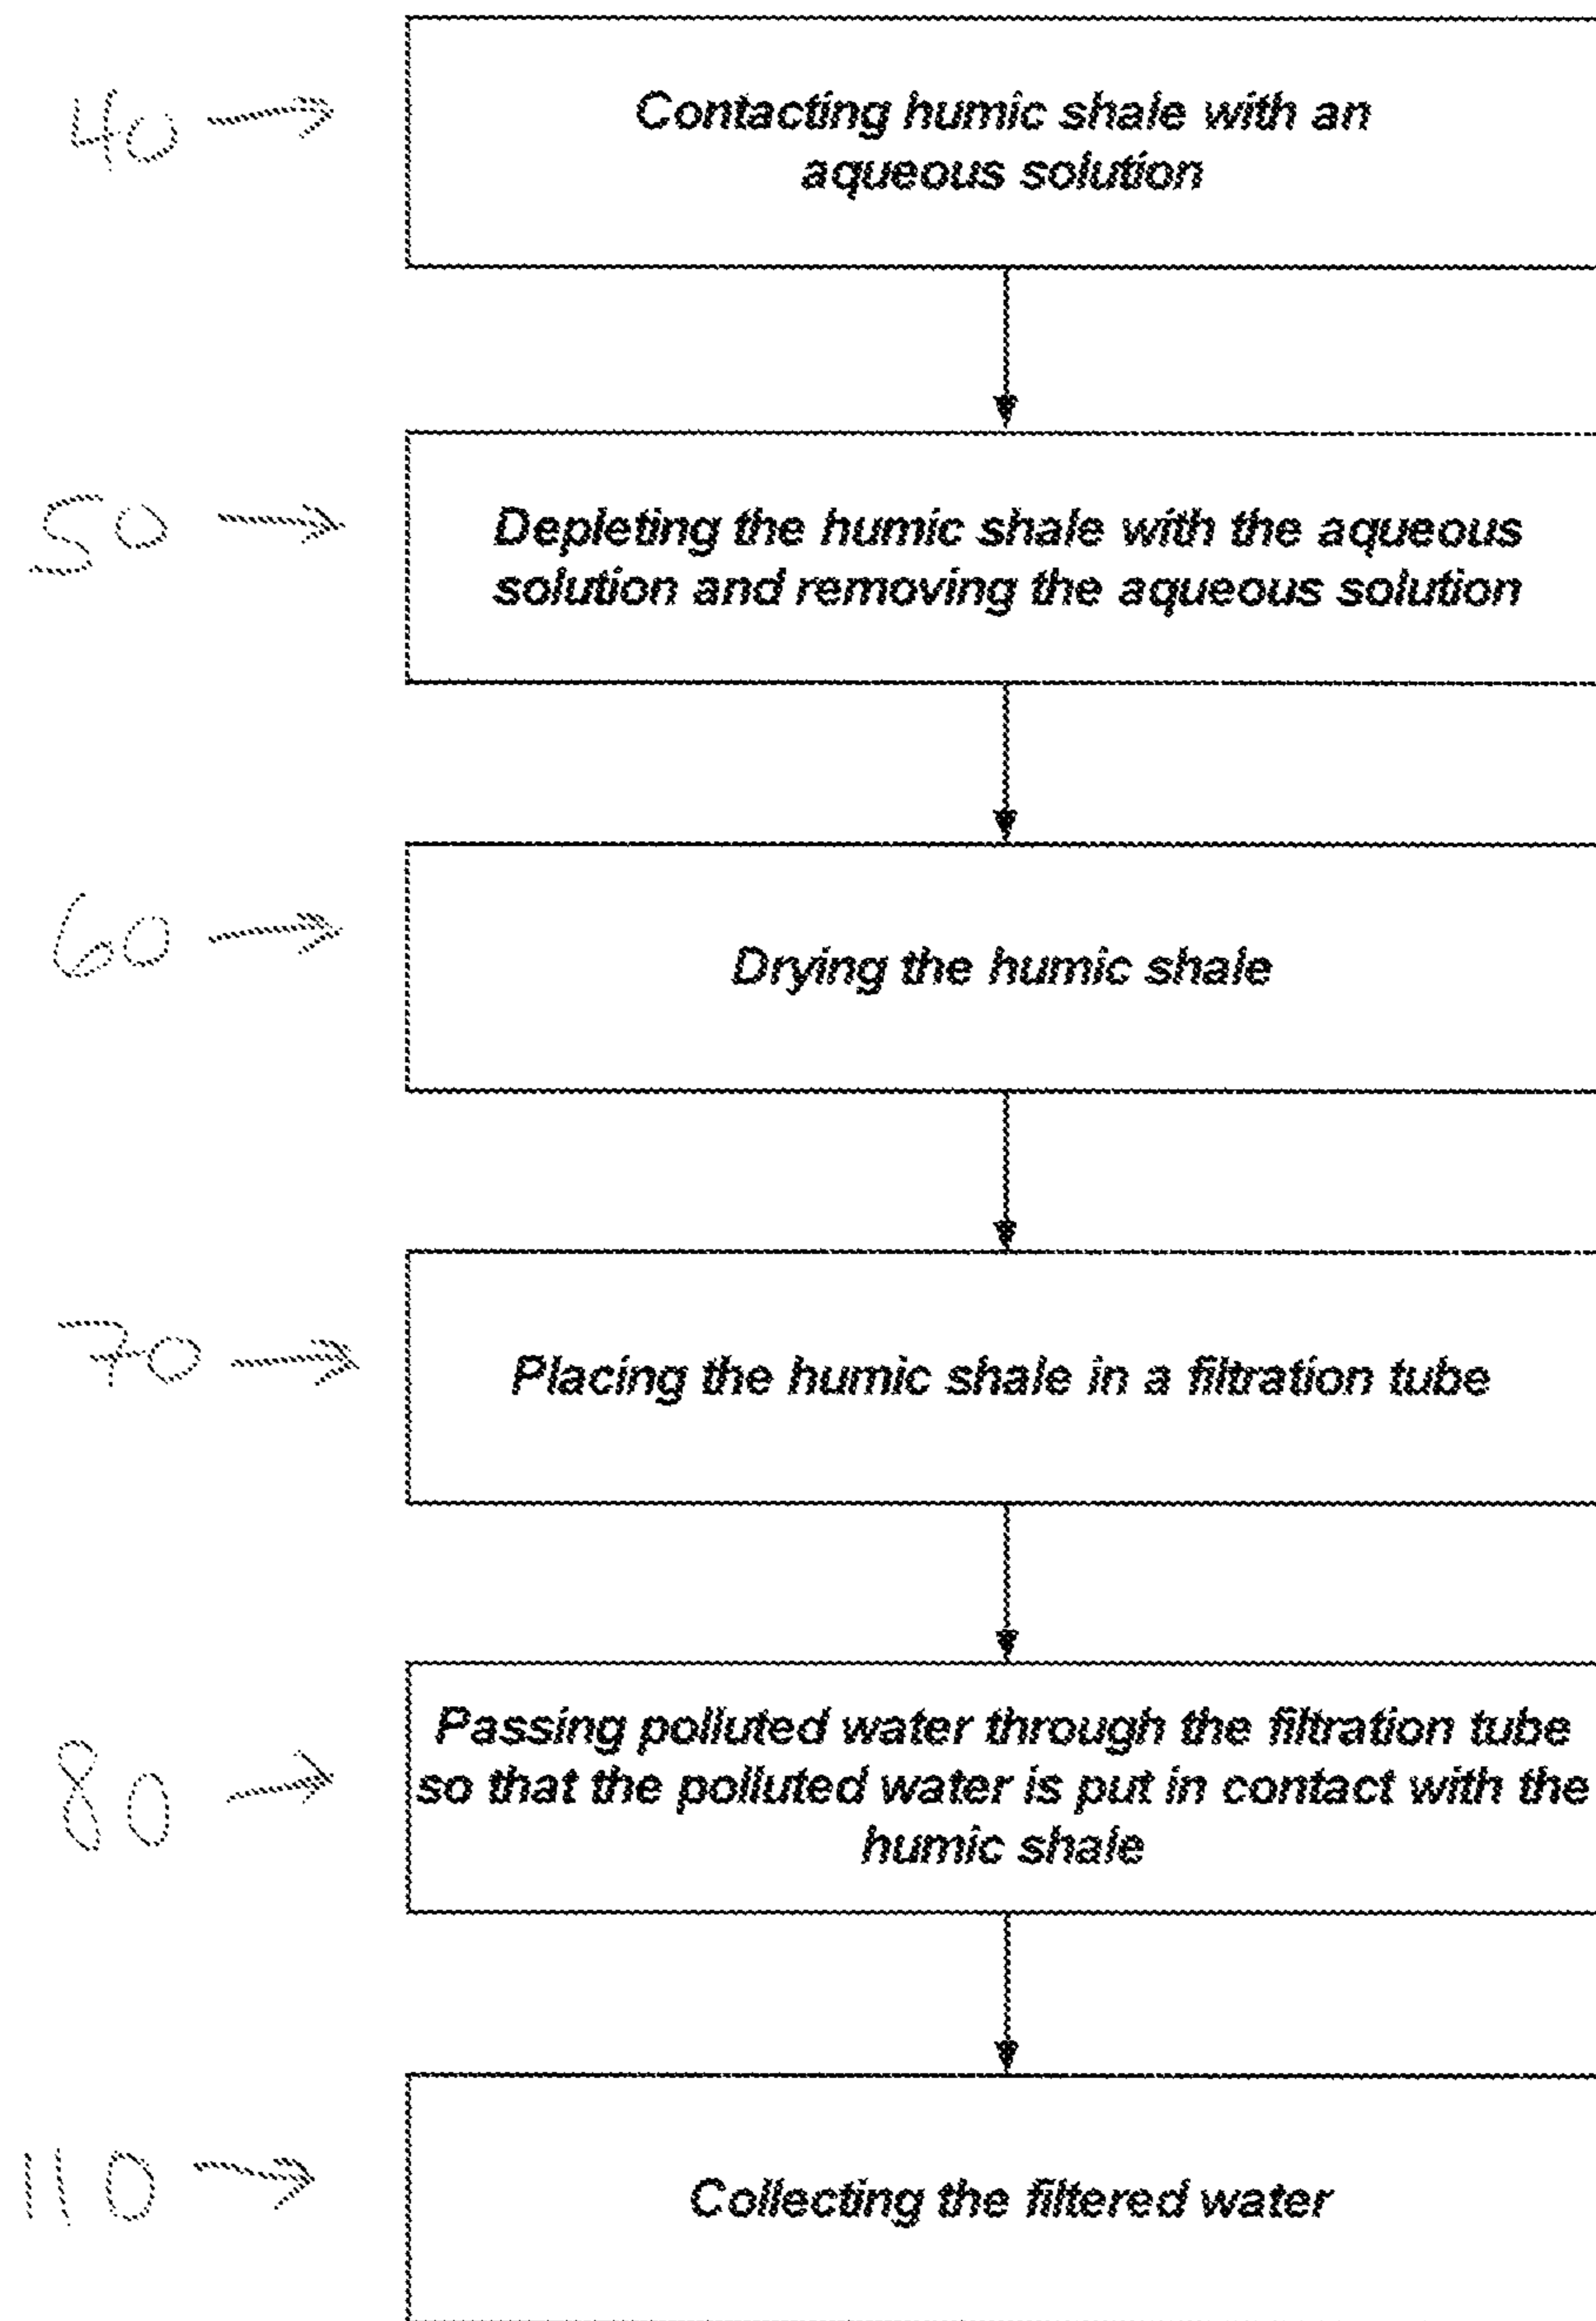 40
Contacting humic shale with an
aqueous solution
50
Depleting the humic shale with the aqueous
solution and removing the aqueous solution
60
Drying the humic shale
70
Placing the humic shale in a filtration tube
80
Passing polluted water through the filtration tube
so that the polluted water is put in contact with the
humic shale
110
Collecting the filtered water